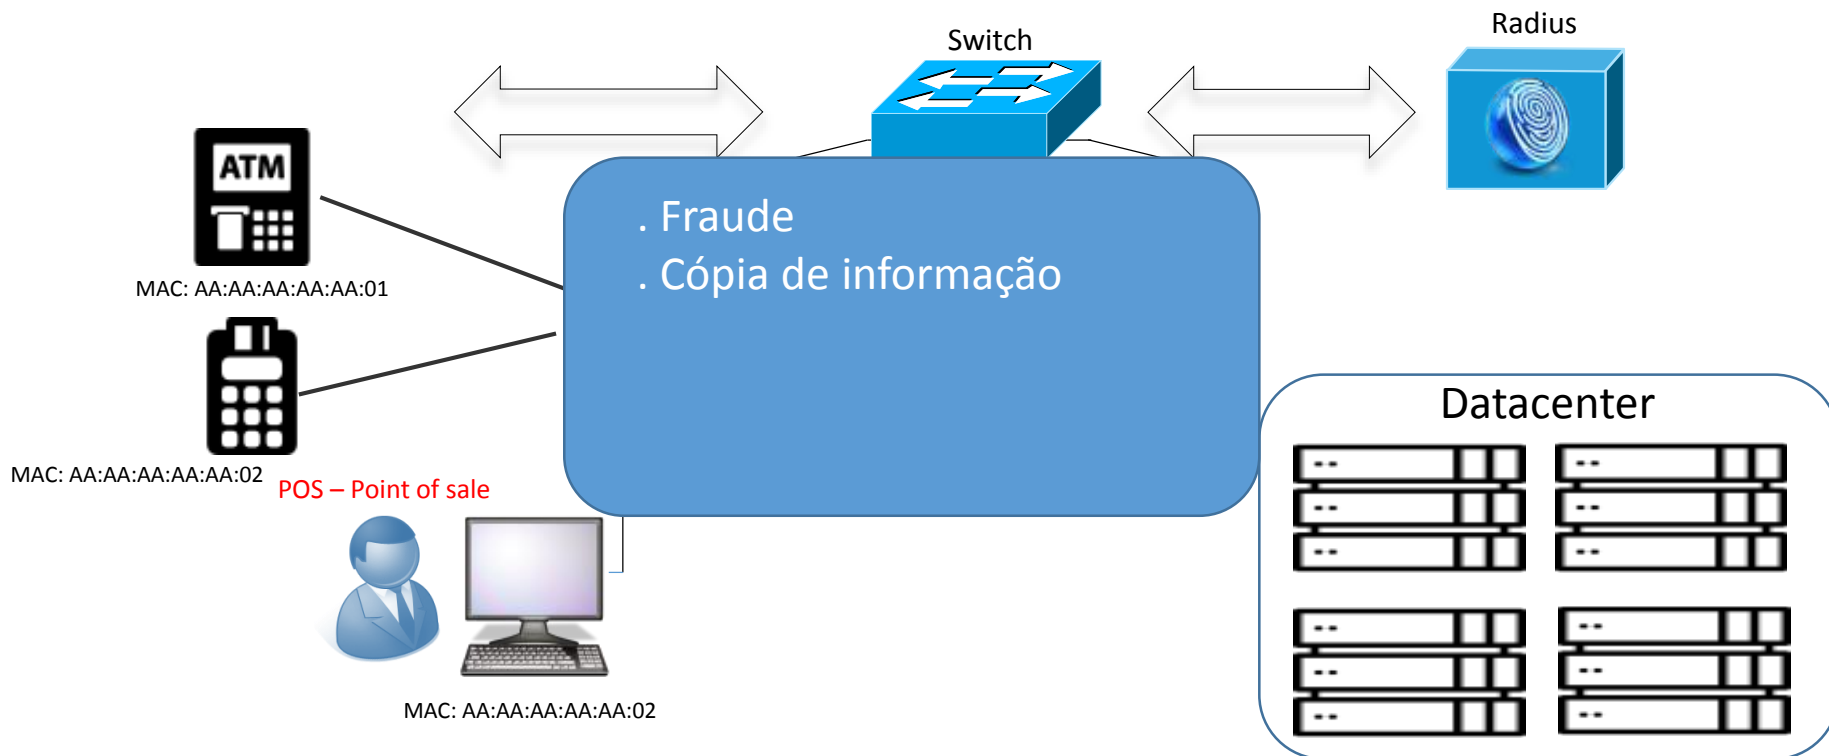 Radius
Switch
ATM
. Fraude
. Cópia de informação
MAC: AA:AA:AA:AA:AA:01
Datacenter
MAC: AA:AA:AA:AA:AA:02
POS – Point of sale
MAC: AA:AA:AA:AA:AA:02